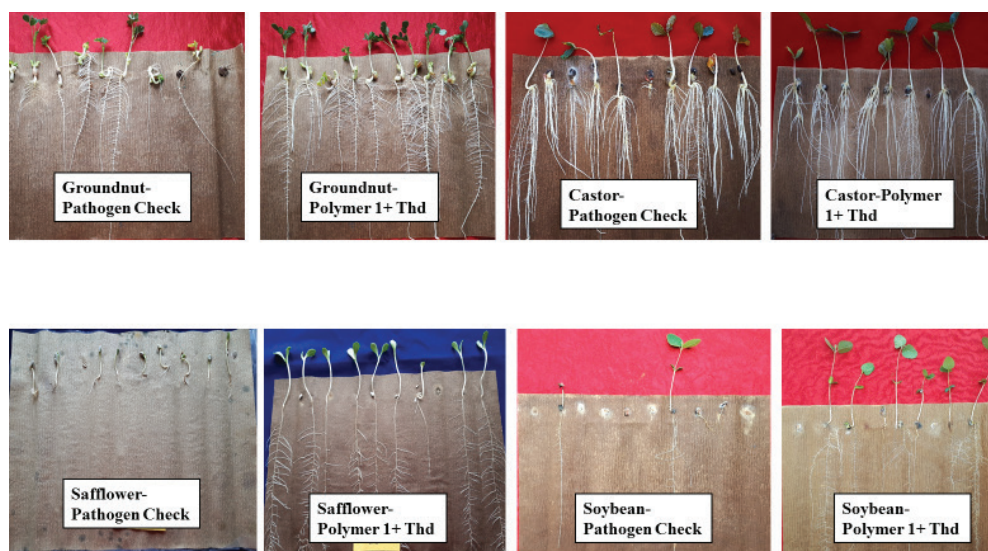 Groundnut-
Pathogen Check
Groundnut-
Polymer 1+ Thd
Castor-
Pathogen Check
Castor-Polymer
1+ Thd
Safflower-
Pathogen Check
Safflower-
Polymer 1+ Thd
Soybean-
Pathogen Check
Soybean-
Polymer 1+ Thd